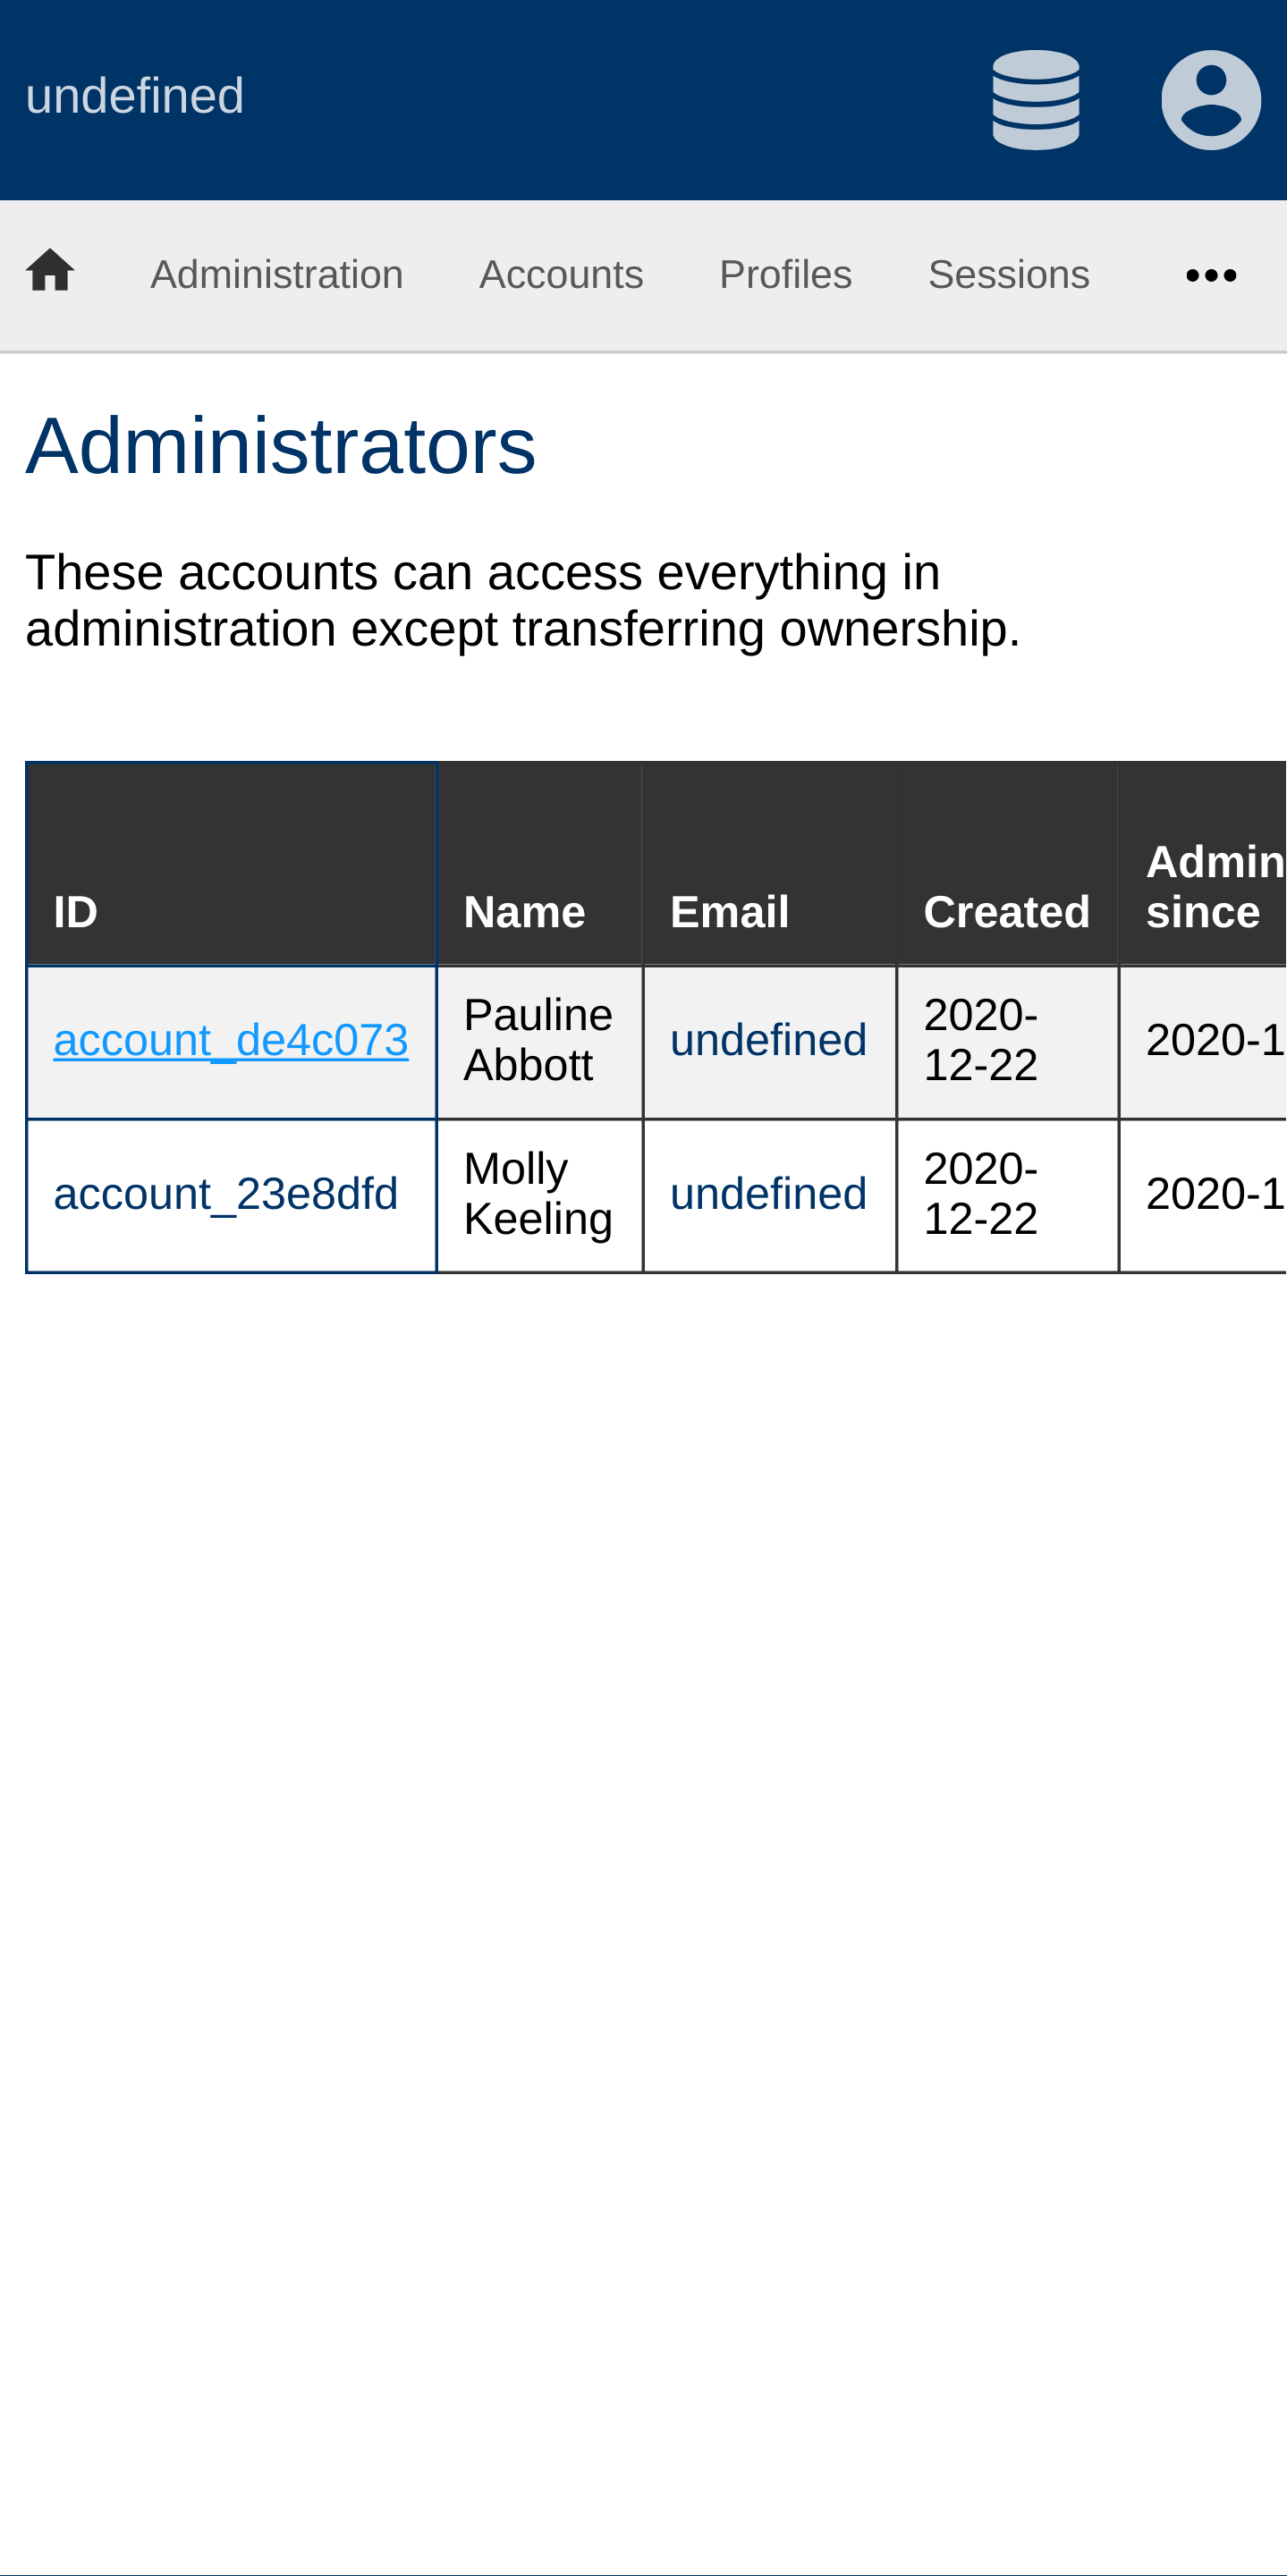 undefined
Administration Accounts Profiles Sessions •••
Administrators
These accounts can access everything in
administration except transferring ownership.
ID Name Email Created Admin since
account_de4c073 Pauline Abbott undefined 2020-12-22 2020-1
account_23e8dfd Molly Keeling undefined 2020-12-22 2020-1